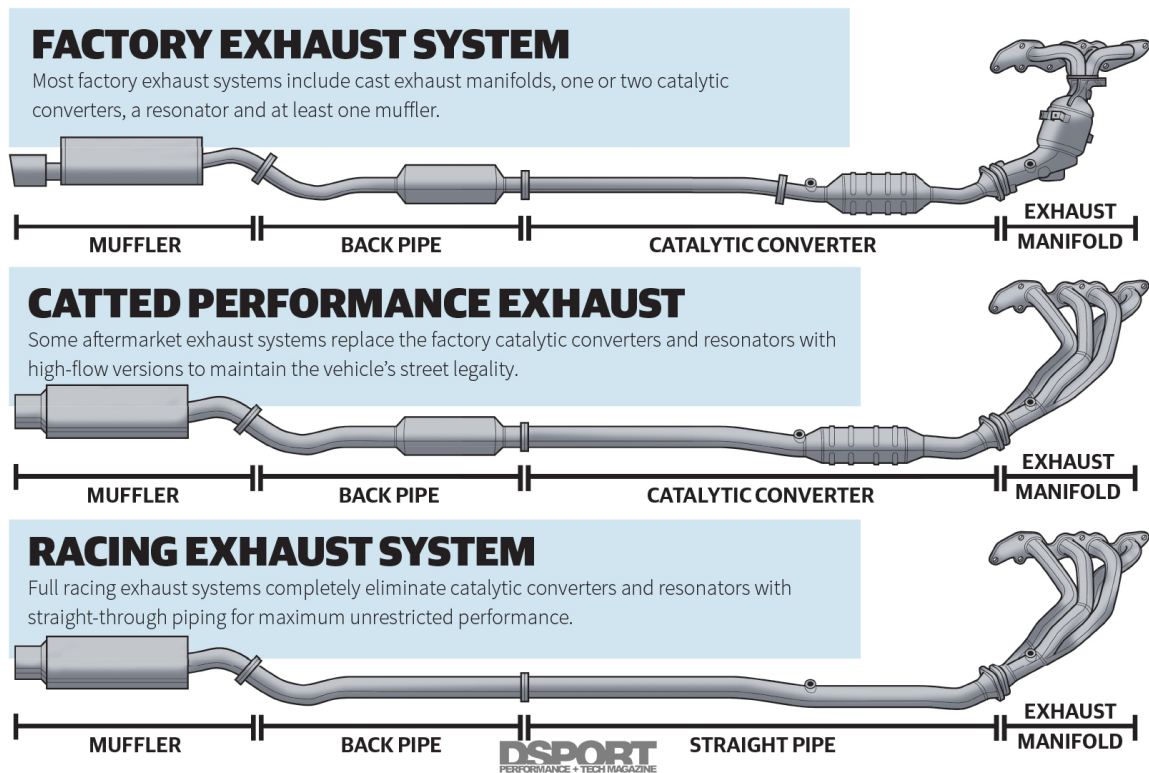 FACTORY EXHAUST SYSTEM
Most factory exhaust systems include cast exhaust manifolds, one or two catalytic
converters, a resonator and at least one muffler.
MUFFLER
BACK PIPE
CATALYTIC CONVERTER
EXHAUST
MANIFOLD
CATTED PERFORMANCE EXHAUST
Some aftermarket exhaust systems replace the factory catalytic converters and resonators with
high-flow versions to maintain the vehicle’s street legality.
MUFFLER
BACK PIPE
CATALYTIC CONVERTER
EXHAUST
MANIFOLD
RACING EXHAUST SYSTEM
Full racing exhaust systems completely eliminate catalytic converters and resonators with
straight-through piping for maximum unrestricted performance.
MUFFLER
BACK PIPE
STRAIGHT PIPE
EXHAUST
MANIFOLD
DSPORT
PERFORMANCE + TECH MAGAZINE